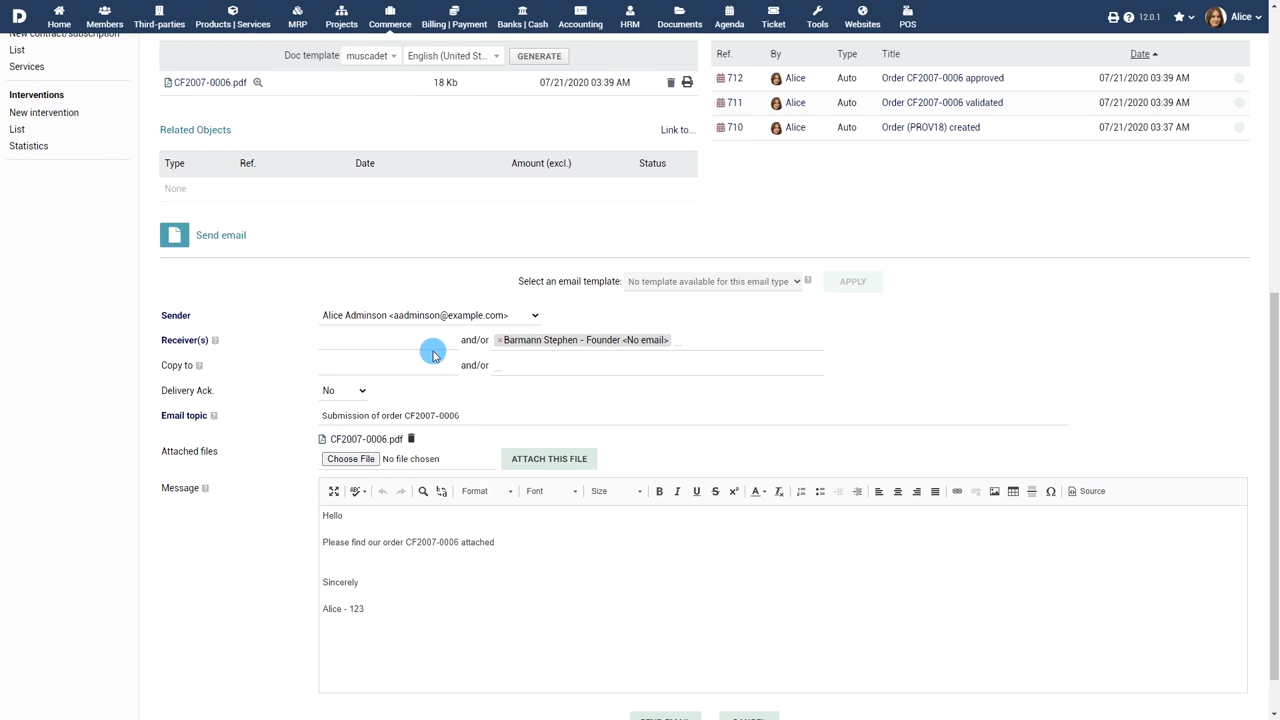 Home Members Third-parties Products | Services MRP Projects Commerce Billing | Payment Banks | Cash Accounting HRM Documents Agenda Ticket Tools Websites POS 12.0.1 Alice
New contract/subscription
List
Services
Interventions
New intervention
List
Statistics
Doc template muscadet English (United St... GENERATE
CF2007-0006.pdf 18 Kb 07/21/2020 03:39 AM
Related Objects Link to...
Type Ref. Date Amount (excl.) Status
None
Ref. By Type Title Date
712 Alice Auto Order CF2007-0006 approved 07/21/2020 03:39 AM
711 Alice Auto Order CF2007-0006 validated 07/21/2020 03:39 AM
710 Alice Auto Order (PROV18) created 07/21/2020 03:37 AM
Send email
Select an email template: No template available for this email type APPLY
Sender Alice Adminson <aadminson@example.com>
Receiver(s) and/or × Barmann Stephen - Founder <No email>
Copy to and/or
Delivery Ack. No
Email topic Submission of order CF2007-0006
CF2007-0006.pdf
Attached files Choose File No file chosen ATTACH THIS FILE
Message Format Font Size B I U S Source
Hello
Please find our order CF2007-0006 attached
Sincerely
Alice - 123
SEND EMAIL CANCEL